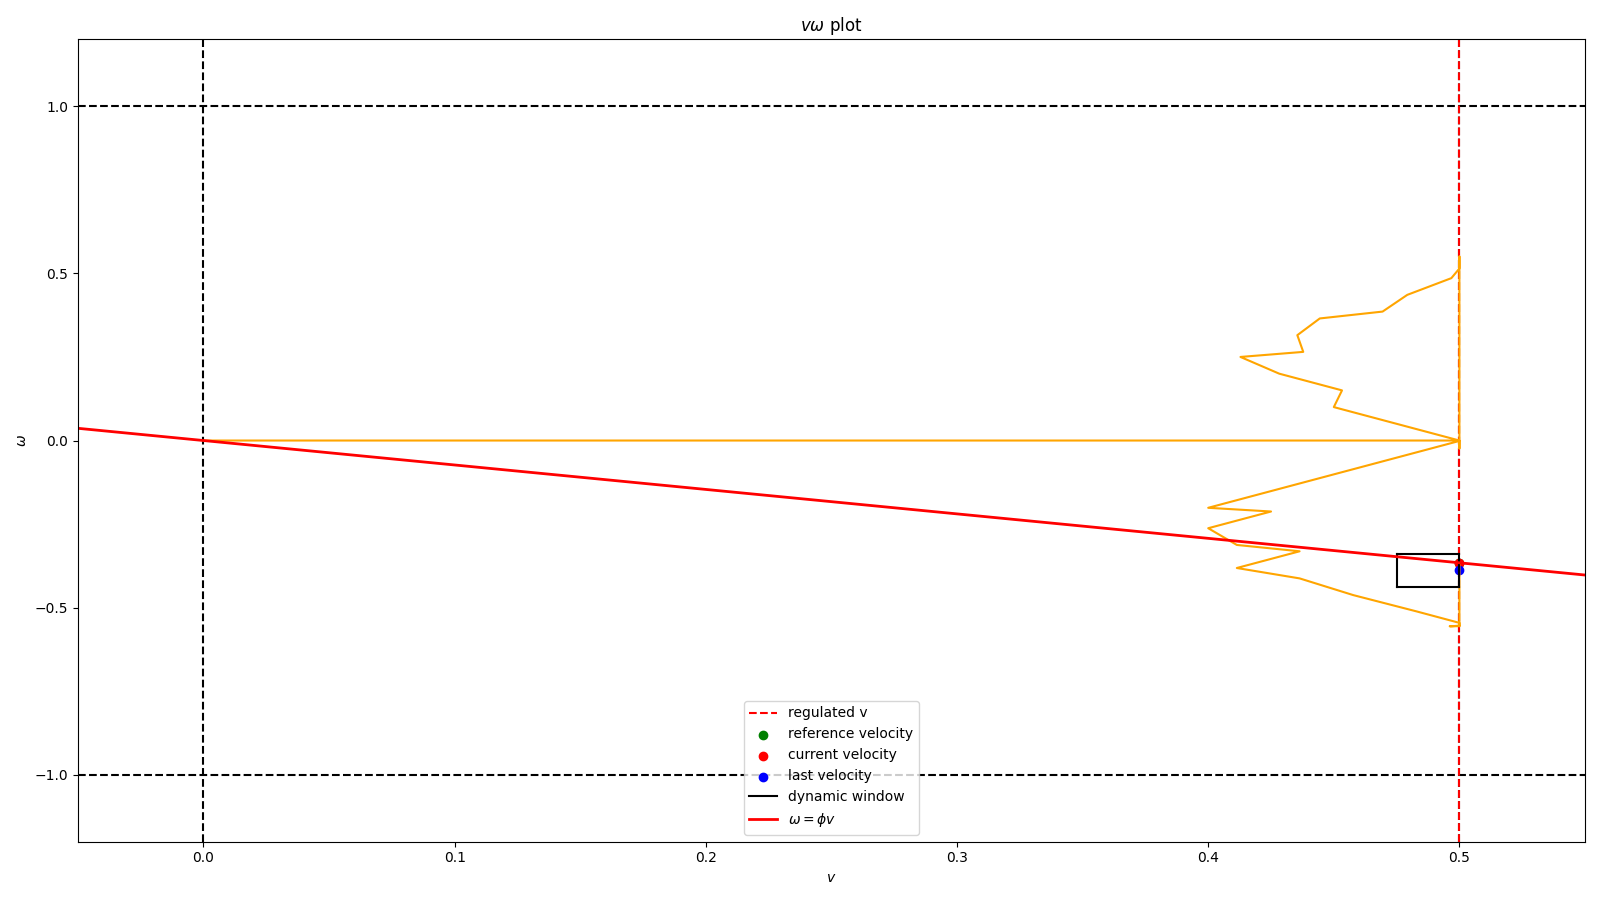 vω plot
1.0
0.5
0.0
−0.5
−1.0
ω
0.0 0.1 0.2 0.3 0.4 0.5
v
regulated v
reference velocity
current velocity
last velocity
dynamic window
ω = ϕv